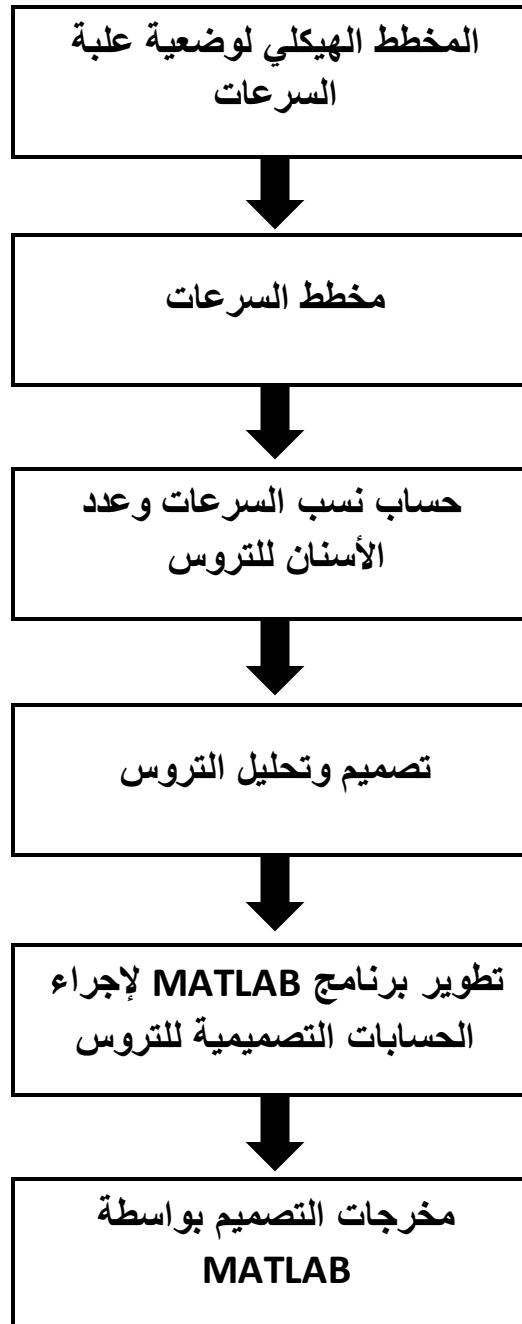 المخطط الهيكلي لوضعية علبة
السرعات
مخطط السرعات
حساب نسب السرعات وعدد
الأسنان للتروس
تصميم وتحليل التروس
تطوير برنامج MATLAB لإجراء
الحسابات التصميمية للتروس
مخرجات التصميم بواسطة
MATLAB